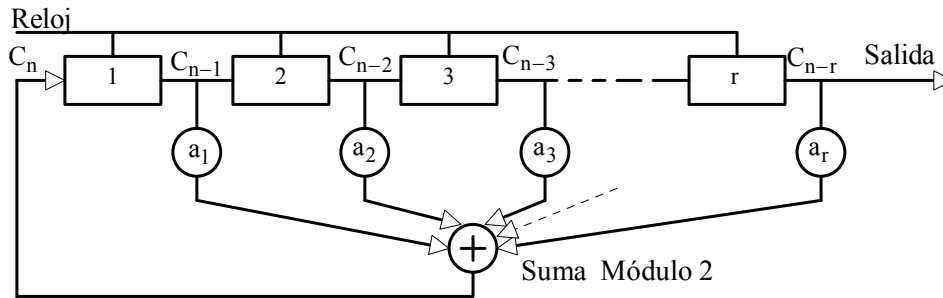 Reloj
Cn Cn−1 Cn−2 Cn−3 Cn−r Salida
1 2 3 r
a1 a2 a3 ar
Suma Módulo 2